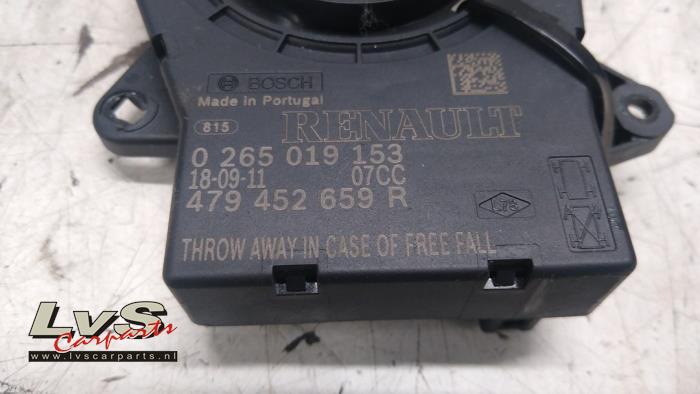 BOSCH
Made in Portugal
815
RENAULT
0 265 019 153
18-09-11 07CC
479 452 659 R
THROW AWAY IN CASE OF FREE FALL
LvS
Carparts
www.lvscarparts.nl